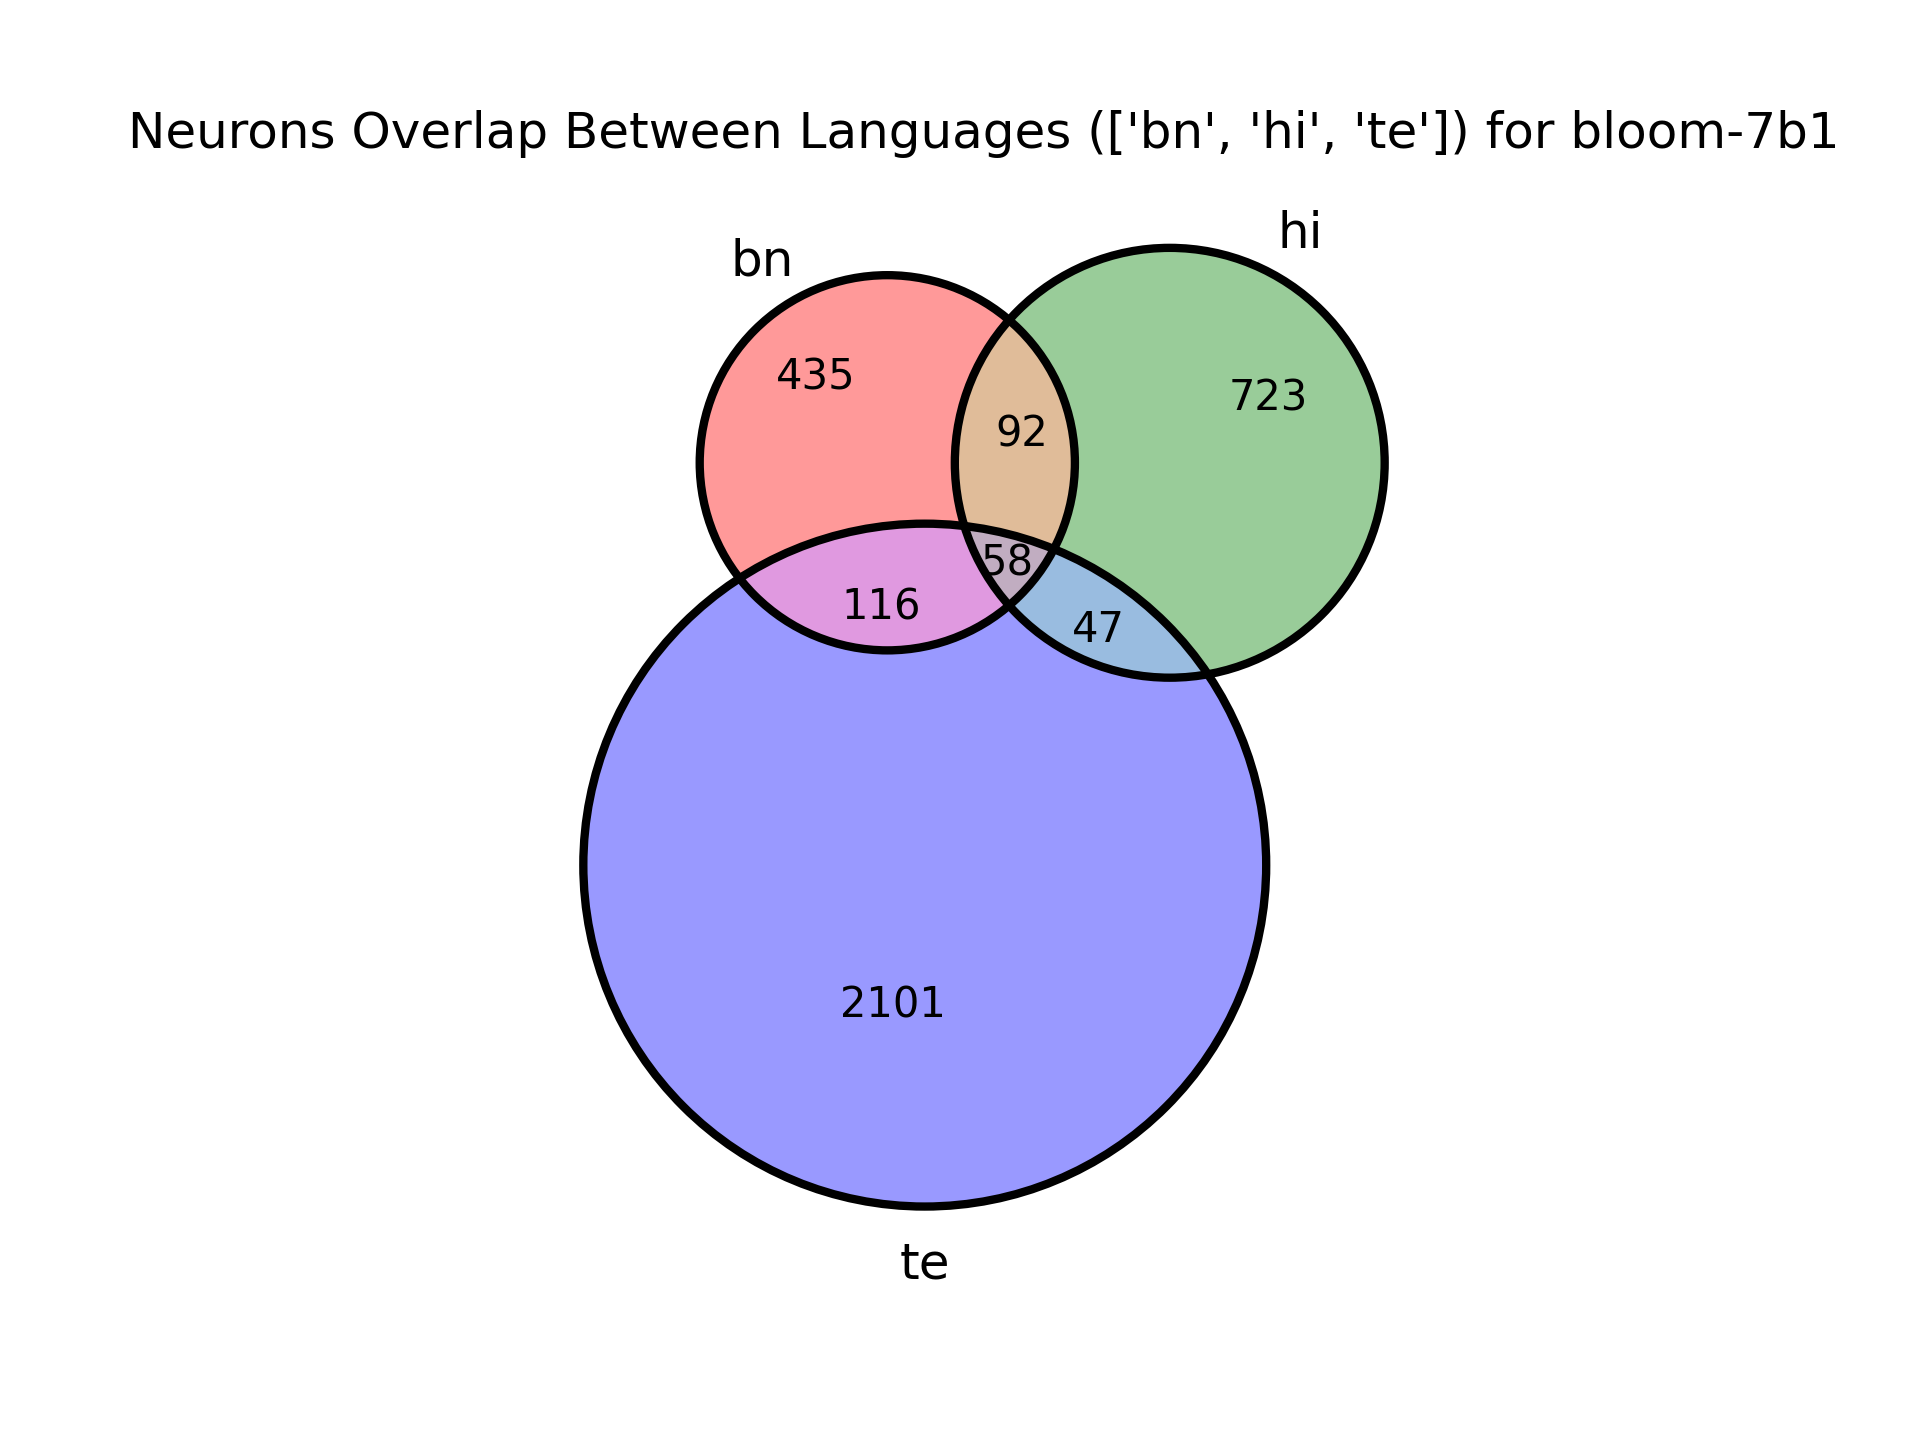 Neurons Overlap Between Languages (['bn', 'hi', 'te']) for bloom-7b1
hi
bn
435
723
92
58
116
47
2101
te